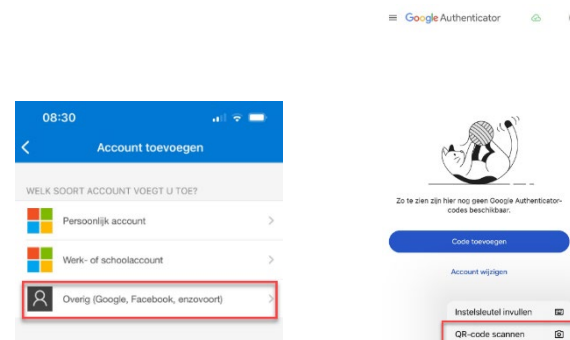 08:30
Account toevoegen
WELK SOORT ACCOUNT VOEGT U TOE?
Persoonlijk account
Werk- of schoolaccount
Overig (Google, Facebook, enzovoort)
Google Authenticator
Zo te zien zijn hier nog geen Google Authenticator-
codes beschikbaar.
Code toevoegen
Account wijzigen
Instelsleutel invullen
QR-code scannen